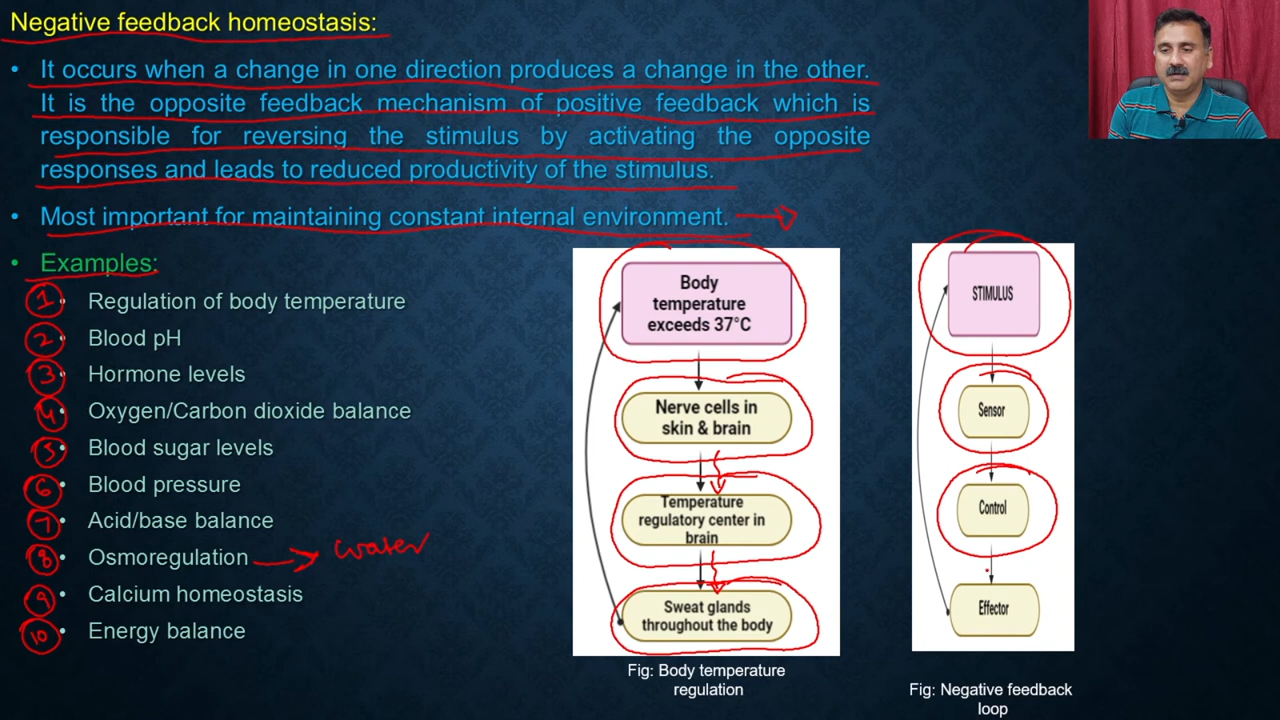 Negative feedback homeostasis:
• It occurs when a change in one direction produces a change in the other.
It is the opposite feedback mechanism of positive feedback which is
responsible for reversing the stimulus by activating the opposite
responses and leads to reduced productivity of the stimulus.
• Most important for maintaining constant internal environment.
• Examples:
1 • Regulation of body temperature
2 • Blood pH
3 • Hormone levels
4 • Oxygen/Carbon dioxide balance
5 • Blood sugar levels
6 • Blood pressure
7 • Acid/base balance
8 • Osmoregulation → water
9 • Calcium homeostasis
10 • Energy balance
Body
temperature
exceeds 37°C
Nerve cells in
skin & brain
Temperature
regulatory center in
brain
Sweat glands
throughout the body
Fig: Body temperature
regulation
STIMULUS
Sensor
Control
Effector
Fig: Negative feedback
loop